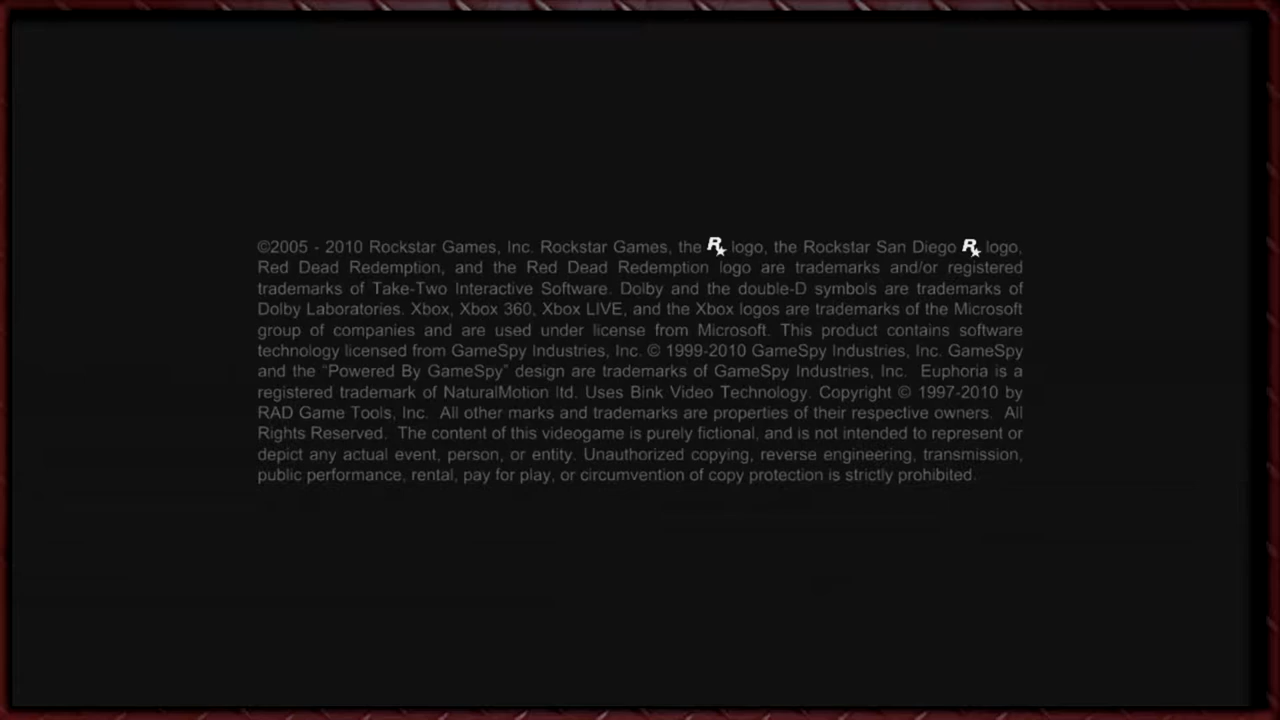 ©2005 - 2010 Rockstar Games, Inc. Rockstar Games, the R★ logo, the Rockstar San Diego R★ logo,
Red Dead Redemption, and the Red Dead Redemption logo are trademarks and/or registered
trademarks of Take-Two Interactive Software. Dolby and the double-D symbols are trademarks of
Dolby Laboratories. Xbox, Xbox 360, Xbox LIVE, and the Xbox logos are trademarks of the Microsoft
group of companies and are used under license from Microsoft. This product contains software
technology licensed from GameSpy Industries, Inc. © 1999-2010 GameSpy Industries, Inc. GameSpy
and the “Powered By GameSpy” design are trademarks of GameSpy Industries, Inc. Euphoria is a
registered trademark of NaturalMotion ltd. Uses Bink Video Technology. Copyright © 1997-2010 by
RAD Game Tools, Inc. All other marks and trademarks are properties of their respective owners. All
Rights Reserved. The content of this videogame is purely fictional, and is not intended to represent or
depict any actual event, person, or entity. Unauthorized copying, reverse engineering, transmission,
public performance, rental, pay for play, or circumvention of copy protection is strictly prohibited.